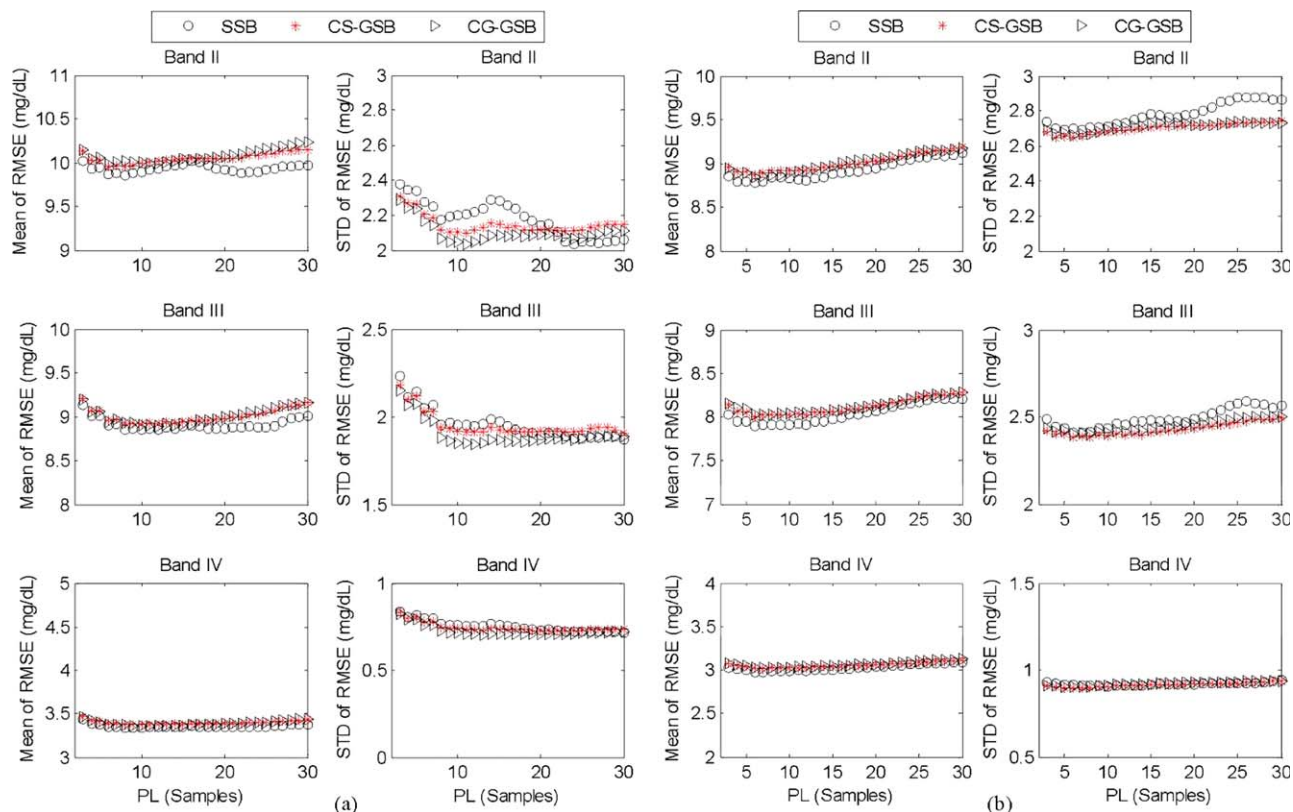 SSB CS-GSB CG-GSB
SSB CS-GSB CG-GSB
Band II
Band II
Band II
Band II
Mean of RMSE (mg/dL)
11
10.5
10
9.5
9
10 20 30
STD of RMSE (mg/dL)
3
2.8
2.6
2.4
2.2
2
10 20 30
Mean of RMSE (mg/dL)
10
9.5
9
8.5
8
5 10 15 20 25 30
STD of RMSE (mg/dL)
3
2.8
2.6
2.4
2.2
2
5 10 15 20 25 30
Band III
Band III
Band III
Band III
Mean of RMSE (mg/dL)
10
9.5
9
8.5
8
10 20 30
STD of RMSE (mg/dL)
2.5
2
1.5
10 20 30
Mean of RMSE (mg/dL)
9
8.5
8
7.5
7
5 10 15 20 25 30
STD of RMSE (mg/dL)
3
2.5
2
5 10 15 20 25 30
Band IV
Band IV
Band IV
Band IV
Mean of RMSE (mg/dL)
5
4.5
4
3.5
3
10 20 30
PL (Samples)
STD of RMSE (mg/dL)
1
0.5
0
10 20 30
PL (Samples)
(a)
Mean of RMSE (mg/dL)
4
3.5
3
2.5
2
5 10 15 20 25 30
PL (Samples)
STD of RMSE (mg/dL)
1.5
1
0.5
5 10 15 20 25 30
PL (Samples)
(b)